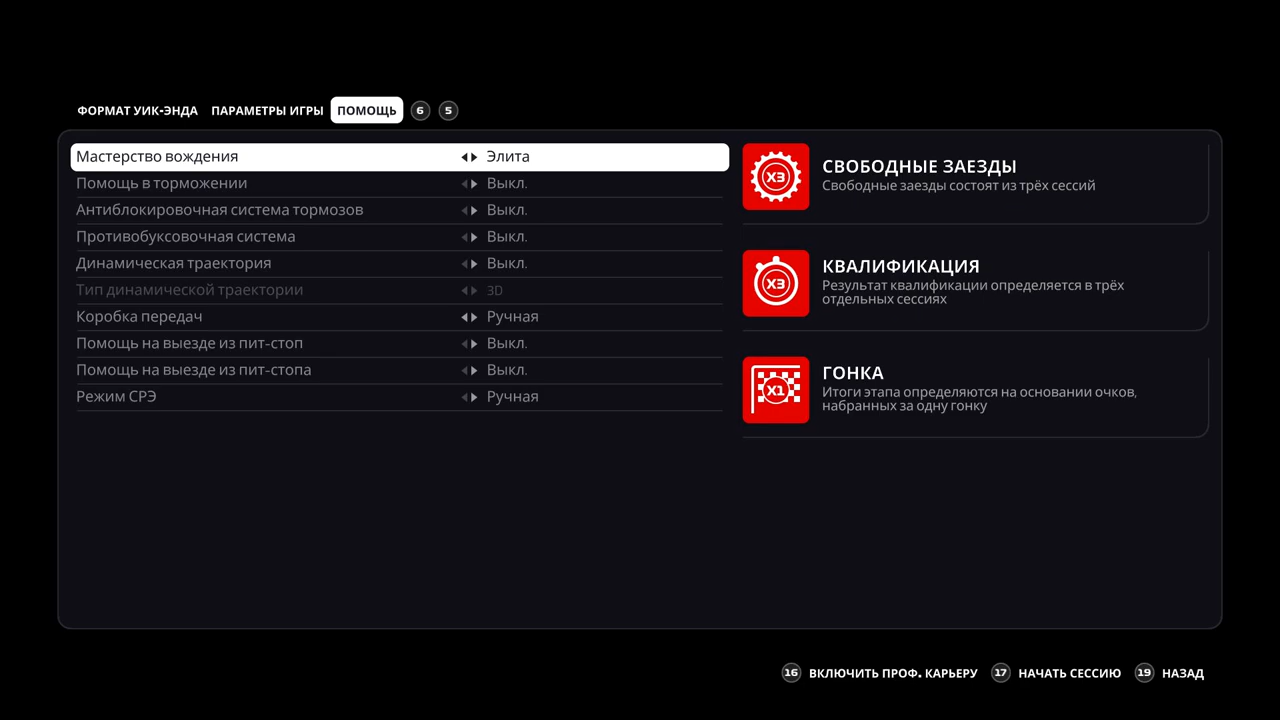 ФОРМАТ УИК-ЭНДА ПАРАМЕТРЫ ИГРЫ ПОМОЩЬ 6 5
Мастерство вождения Элита
Помощь в торможении Выкл.
Антиблокировочная система тормозов Выкл.
Противобуксовочная система Выкл.
Динамическая траектория Выкл.
Тип динамической траектории 3D
Коробка передач Ручная
Помощь на выезде из пит-стоп Выкл.
Помощь на выезде из пит-стопа Выкл.
Режим СРЭ Ручная
X3
СВОБОДНЫЕ ЗАЕЗДЫ
Свободные заезды состоят из трёх сессий
X3
КВАЛИФИКАЦИЯ
Результат квалификации определяется в трёх
отдельных сессиях
X1
ГОНКА
Итоги этапа определяются на основании очков,
набранных за одну гонку
16 ВКЛЮЧИТЬ ПРОФ. КАРЬЕРУ 17 НАЧАТЬ СЕССИЮ 19 НАЗАД